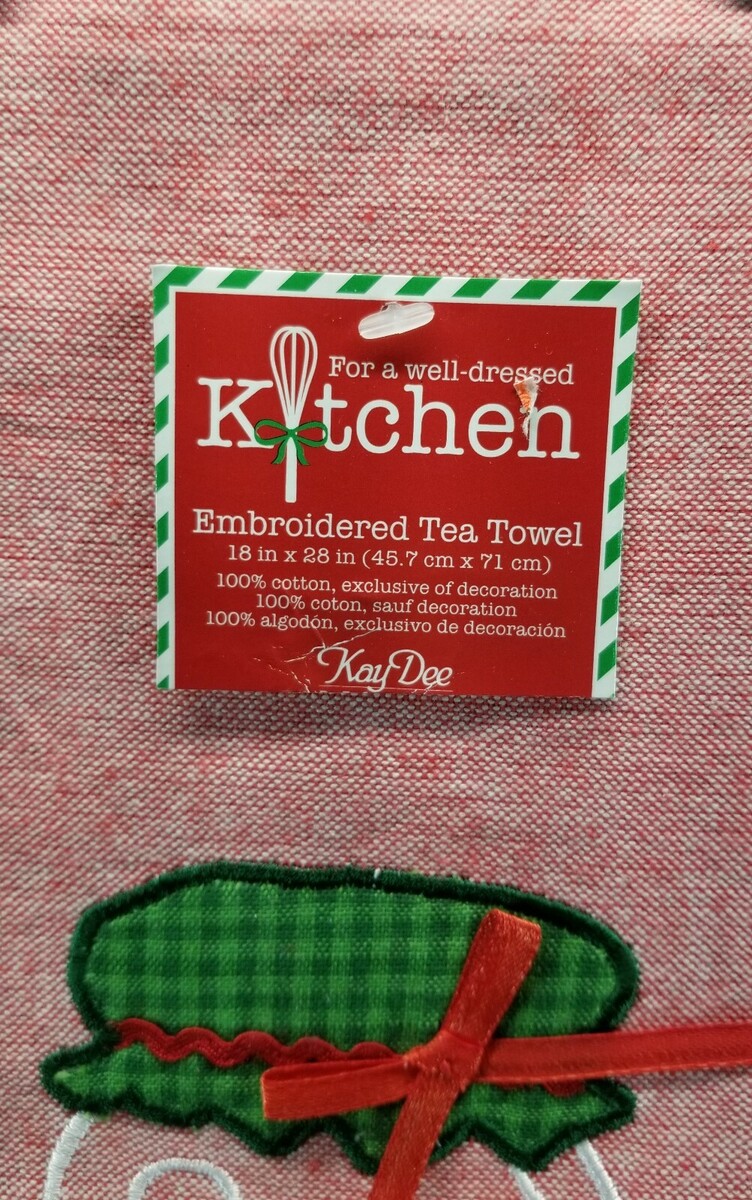 For a well-dressed
Kitchen
Embroidered Tea Towel
18 in x 28 in (45.7 cm x 71 cm)
100% cotton, exclusive of decoration
100% coton, sauf decoration
100% algodón, exclusivo de decoración
KayDee